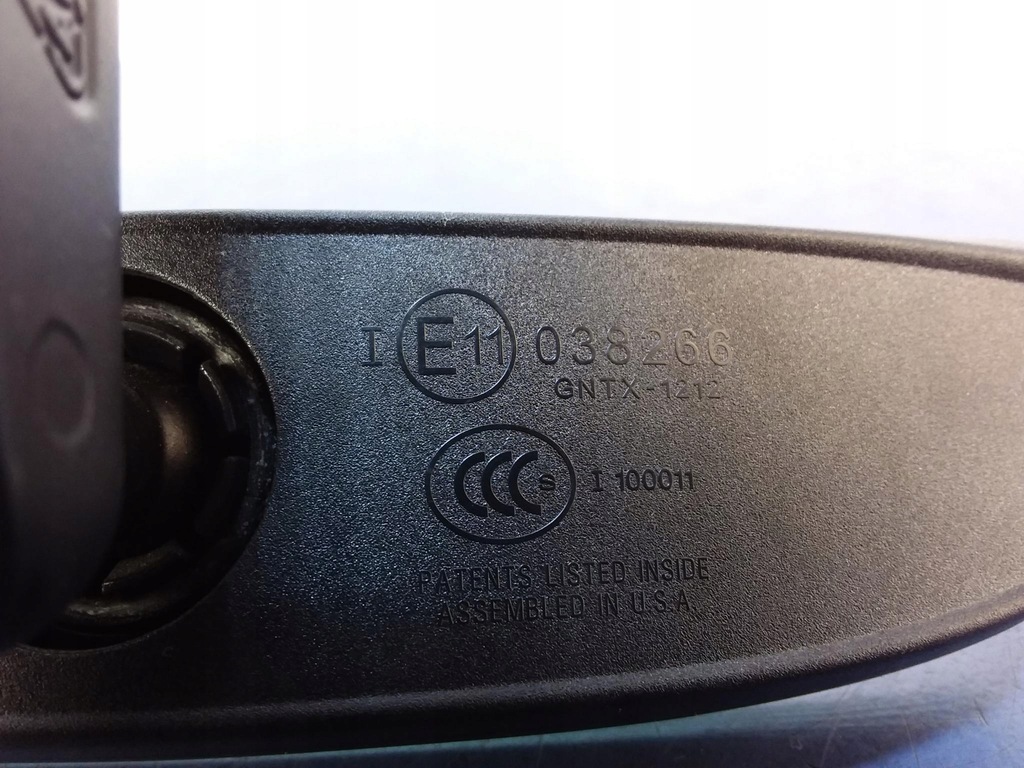 I E11 038266
GNTX-1212
CCC S I 100011
PATENTS LISTED INSIDE
ASSEMBLED IN U.S.A.